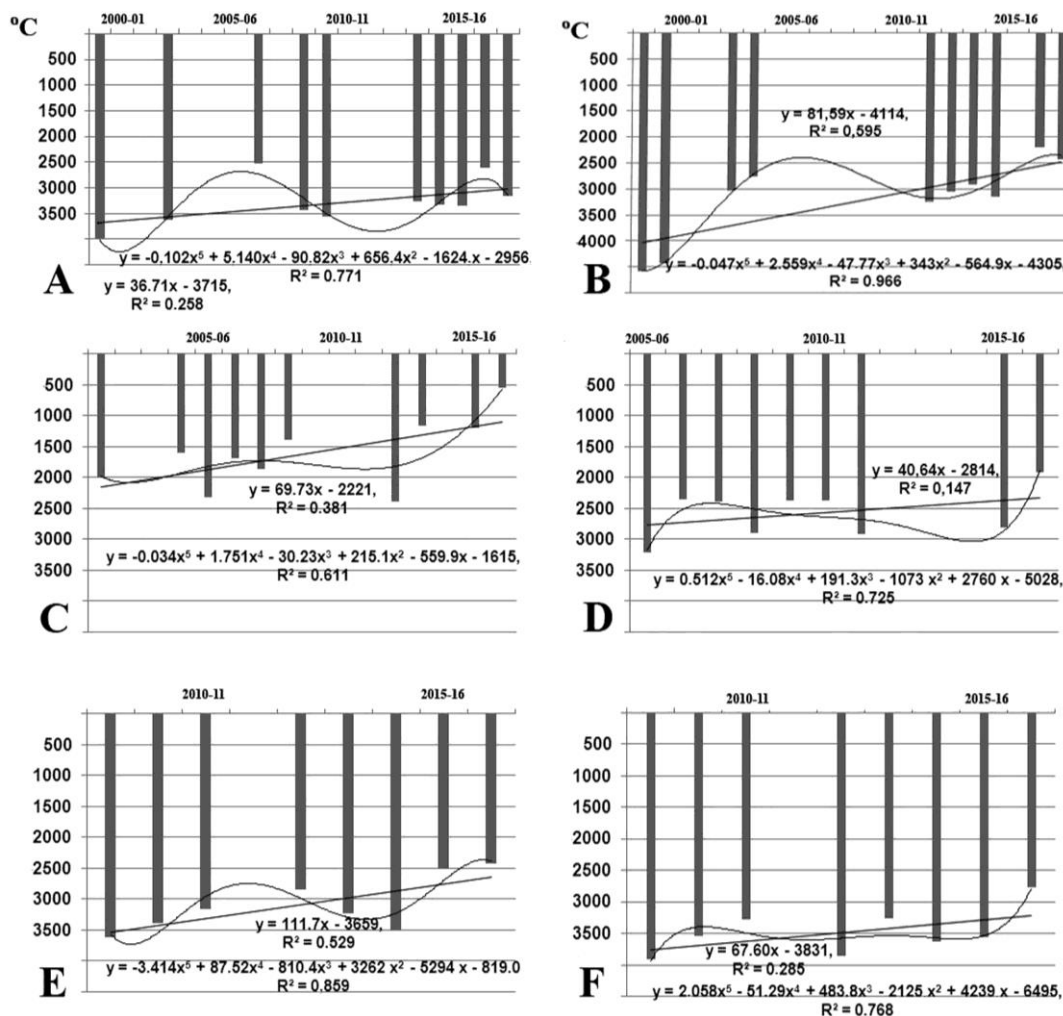 ºC
2000-01 2005-06 2010-11 2015-16
500
1000
1500
2000
2500
3000
3500
y = -0.102x⁵ + 5.140x⁴ - 90.82x³ + 656.4x² - 1624.x - 2956.
R² = 0.771
y = 36.71x - 3715,
R² = 0.258
A
ºC
2000-01 2005-06 2010-11 2015-16
500
1000
1500
2000
2500
3000
3500
4000
y = 81,59x - 4114,
R² = 0,595
y = -0.047x⁵ + 2.559x⁴ - 47.77x³ + 343x² - 564.9x - 4305
R² = 0.966
B
2005-06 2010-11 2015-16
500
1000
1500
2000
2500
3000
3500
y = 69.73x - 2221,
R² = 0.381
y = -0.034x⁵ + 1.751x⁴ - 30.23x³ + 215.1x² - 559.9x - 1615,
R² = 0.611
C
2005-06 2010-11 2015-16
500
1000
1500
2000
2500
3000
3500
y = 40,64x - 2814,
R² = 0,147
y = 0.512x⁵ - 16.08x⁴ + 191.3x³ - 1073 x² + 2760 x - 5028,
R² = 0.725
D
2010-11 2015-16
500
1000
1500
2000
2500
3000
3500
y = 111.7x - 3659,
R² = 0.529
y = -3.414x⁵ + 87.52x⁴ - 810.4x³ + 3262 x² - 5294 x - 819.0
R² = 0.859
E
2010-11 2015-16
500
1000
1500
2000
2500
3000
3500
y = 67.60x - 3831,
R² = 0.285
y = 2.058x⁵ - 51.29x⁴ + 483.8x³ - 2125 x² + 4239 x - 6495,
R² = 0.768
F